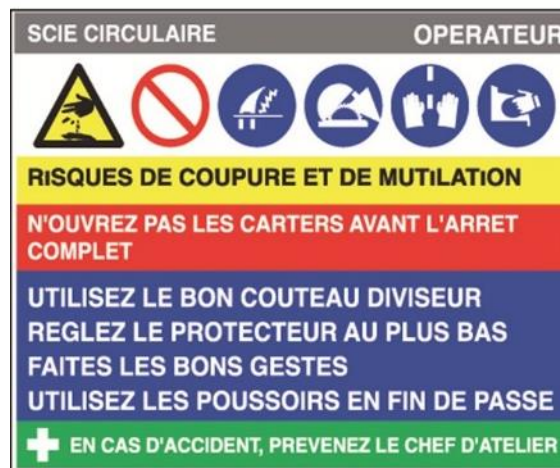 SCIE CIRCULAIRE OPERATEUR
RISQUES DE COUPURE ET DE MUTILATION
N'OUVREZ PAS LES CARTERS AVANT L'ARRET
COMPLET
UTILISEZ LE BON COUTEAU DIVISEUR
REGLEZ LE PROTECTEUR AU PLUS BAS
FAITES LES BONS GESTES
UTILISEZ LES POUSSOIRS EN FIN DE PASSE
EN CAS D'ACCIDENT, PREVENEZ LE CHEF D'ATELIER